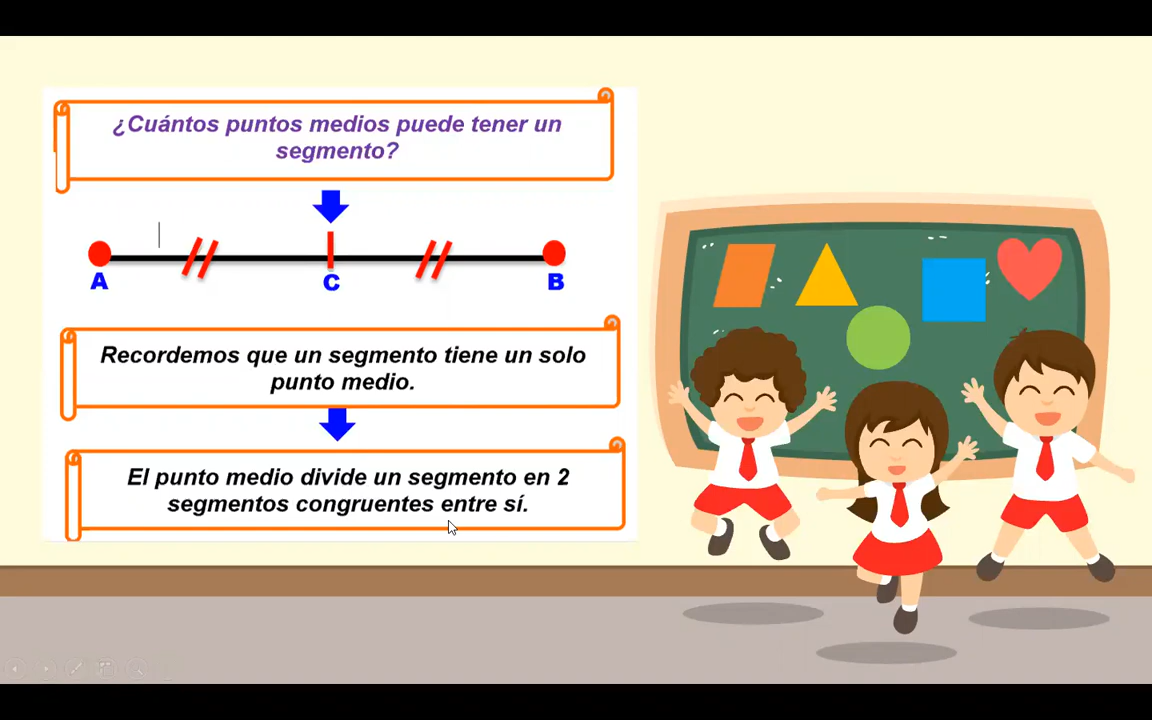 ¿Cuántos puntos medios puede tener un
segmento?
A
C
B
Recordemos que un segmento tiene un solo
punto medio.
El punto medio divide un segmento en 2
segmentos congruentes entre sí.